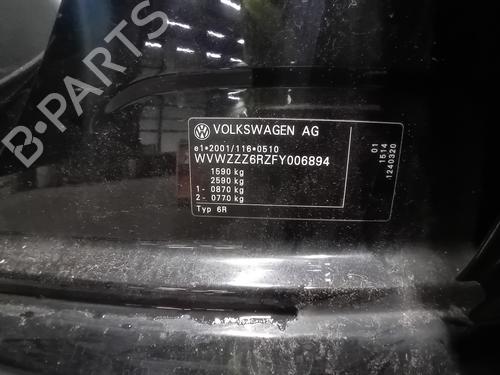 B-PARTS
VOLKSWAGEN AG
e1*2001/116*0510
WVWZZZ6RZFY006894
1590 kg
2590 kg
1 - 0870 kg
2 - 0770 kg
Typ 6R
01
1514
1240320